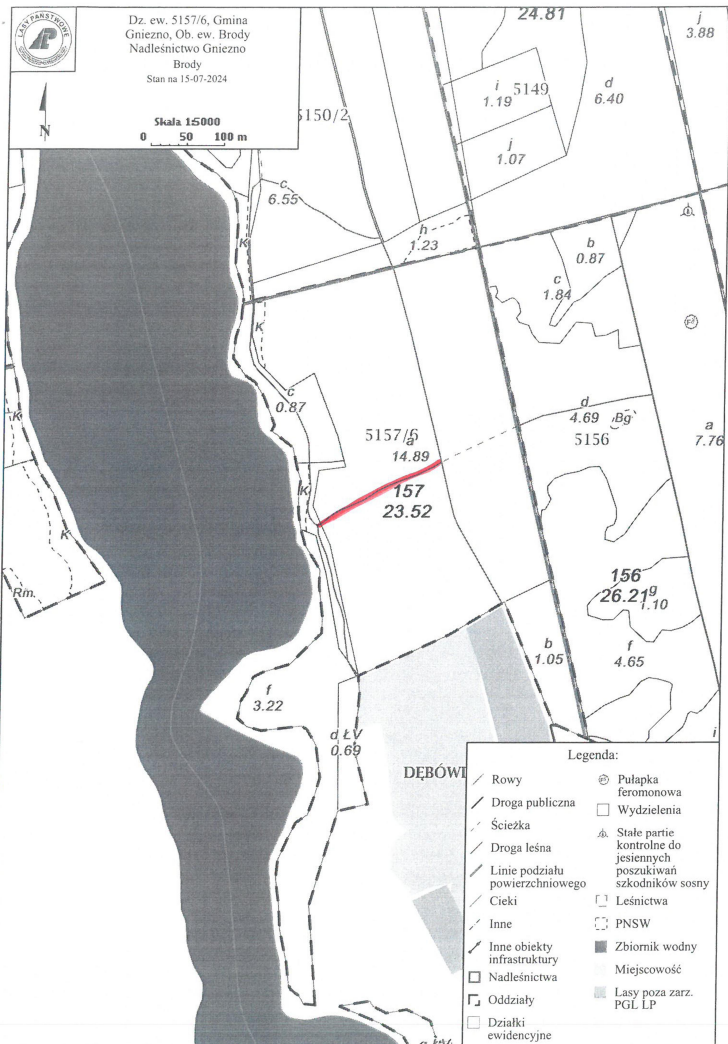 LASY PAŃSTWOWE
Dz. ew. 5157/6, Gmina
Gniezno, Ob. ew. Brody
Nadleśnictwo Gniezno
Brody
Stan na 15-07-2024
N
Skala 1:5000
0 50 100 m
24.81
j
3.88
5150/2
i
1.19
5149
d
6.40
j
1.07
c
6.55
h
1.23
K
b
0.87
c
1.84
K
c
0.87
d
4.69
Bg
5156
a
7.76
K
5157/6
a
14.89
157
23.52
K
K
Rm.
156
26.21
g
1.10
b
1.05
f
4.65
f
3.22
d ŁV
0.69
i
DĘBÓW
Legenda:
Rowy
Droga publiczna
Ścieżka
Droga leśna
Linie podziału
powierzchniowego
Cieki
Inne
Inne obiekty
infrastruktury
Nadleśnictwa
Oddziały
Działki
ewidencyjne
Pułapka
feromonowa
Wydzielenia
Stałe partie
kontrolne do
jesiennych
poszukiwań
szkodników sosny
Leśnictwa
PNSW
Zbiornik wodny
Miejscowość
Lasy poza zarz.
PGL LP